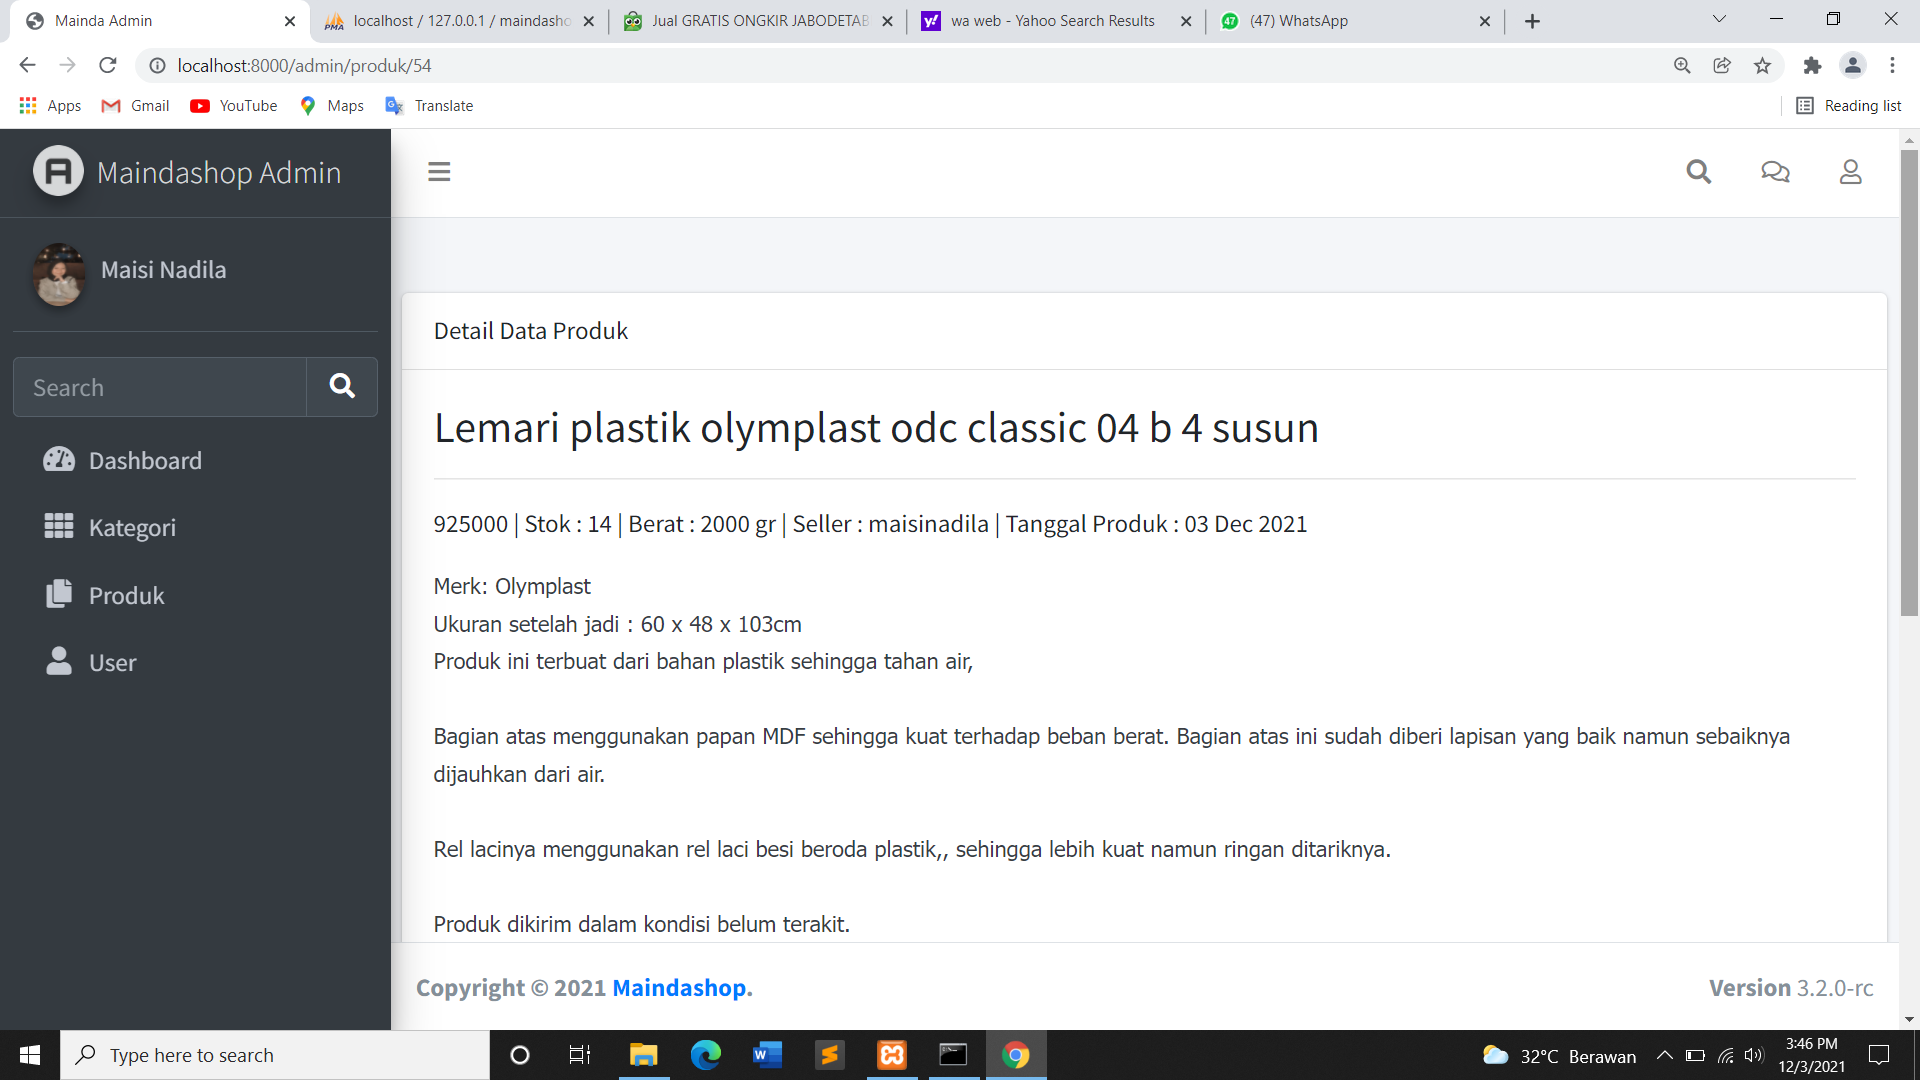 Mainda Admin
localhost / 127.0.0.1 / maindasho
Jual GRATIS ONGKIR JABODETAB
wa web - Yahoo Search Results
47
(47) WhatsApp
localhost:8000/admin/produk/54
Apps
Gmail
YouTube
Maps
Translate
Reading list
Maindashop Admin
Maisi Nadila
Search
Dashboard
Kategori
Produk
User
Detail Data Produk
Lemari plastik olymplast odc classic 04 b 4 susun
925000 | Stok : 14 | Berat : 2000 gr | Seller : maisinadila | Tanggal Produk : 03 Dec 2021
Merk: Olymplast
Ukuran setelah jadi : 60 x 48 x 103cm
Produk ini terbuat dari bahan plastik sehingga tahan air,
Bagian atas menggunakan papan MDF sehingga kuat terhadap beban berat. Bagian atas ini sudah diberi lapisan yang baik namun sebaiknya
dijauhkan dari air.
Rel lacinya menggunakan rel laci besi beroda plastik,, sehingga lebih kuat namun ringan ditariknya.
Produk dikirim dalam kondisi belum terakit.
Copyright © 2021 Maindashop.
Version 3.2.0-rc
Type here to search
32°C Berawan
3:46 PM
12/3/2021